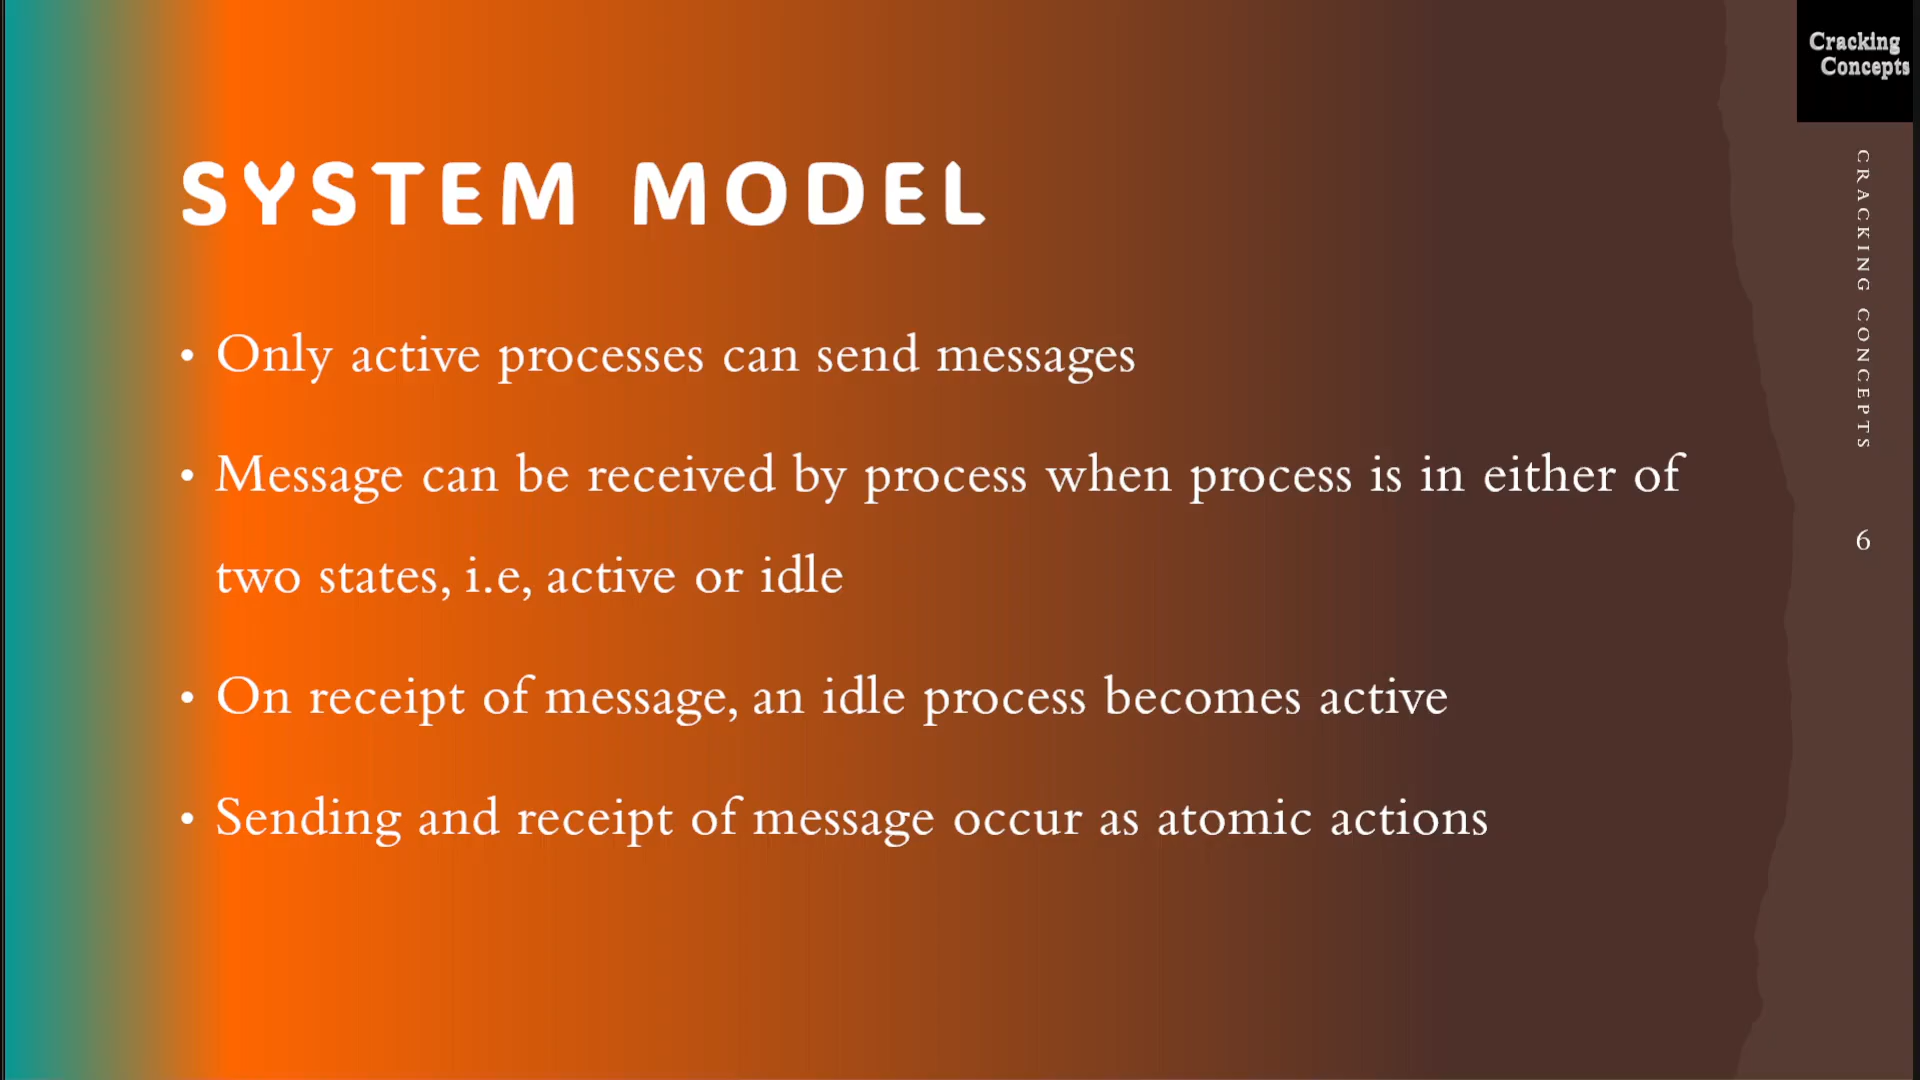 Cracking
Concepts
SYSTEM MODEL
• Only active processes can send messages
• Message can be received by process when process is in either of
two states, i.e, active or idle
• On receipt of message, an idle process becomes active
• Sending and receipt of message occur as atomic actions
CRACKING CONCEPTS
6